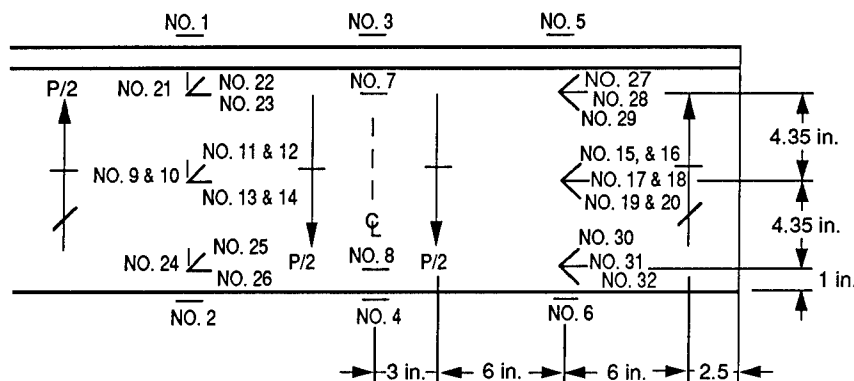 NO. 1 NO. 3 NO. 5
P/2 NO. 21 NO. 22 NO. 7 NO. 27
NO. 23 NO. 28
NO. 29
4.35 in.
NO. 11 & 12 NO. 15, & 16
NO. 9 & 10 NO. 17 & 18
NO. 13 & 14 NO. 19 & 20
4.35 in.
℄
NO. 25 NO. 30
NO. 24 P/2 NO. 8 P/2 NO. 31
NO. 26 NO. 32
1 in.
NO. 2 NO. 4 NO. 6
3 in. 6 in. 6 in. 2.5